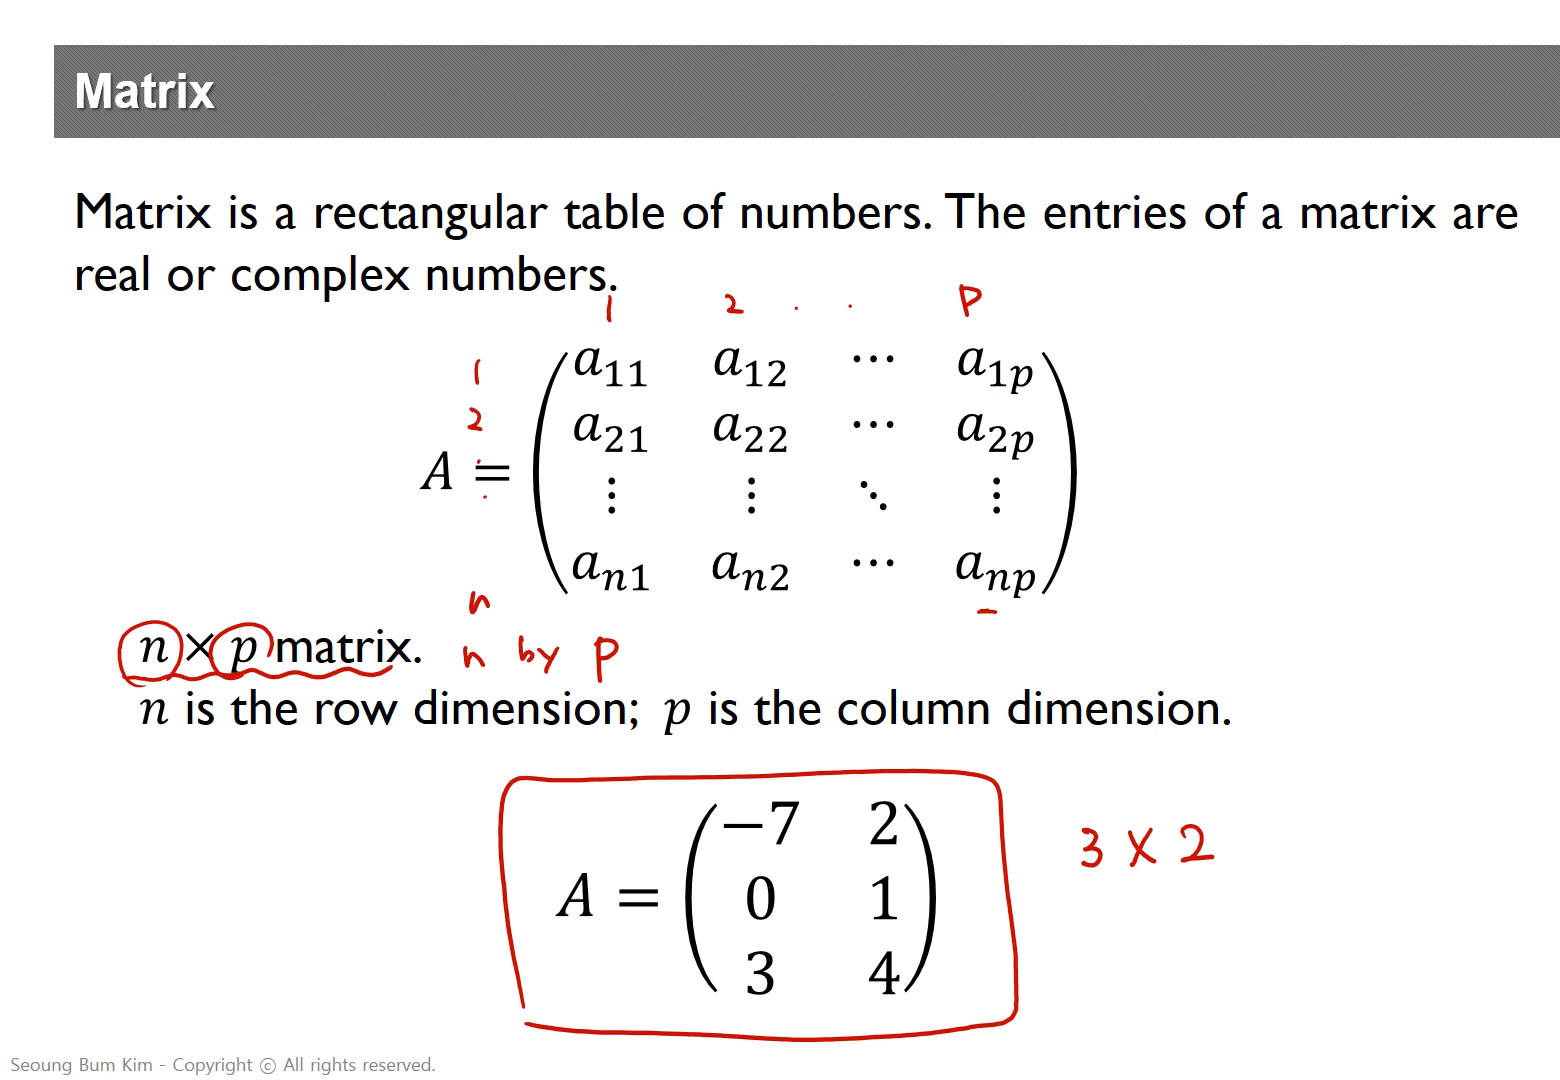 Matrix
Matrix is a rectangular table of numbers. The entries of a matrix are
real or complex numbers.
1 2 . . P
1
2
.
.
n
A =
a11 a12 ⋯ a1p
a21 a22 ⋯ a2p
⋮ ⋮ ⋱ ⋮
an1 an2 ⋯ anp
n × p matrix. n by P
n is the row dimension; p is the column dimension.
A =
−7 2
0 1
3 4
3 × 2
Seoung Bum Kim - Copyright ⓒ All rights reserved.